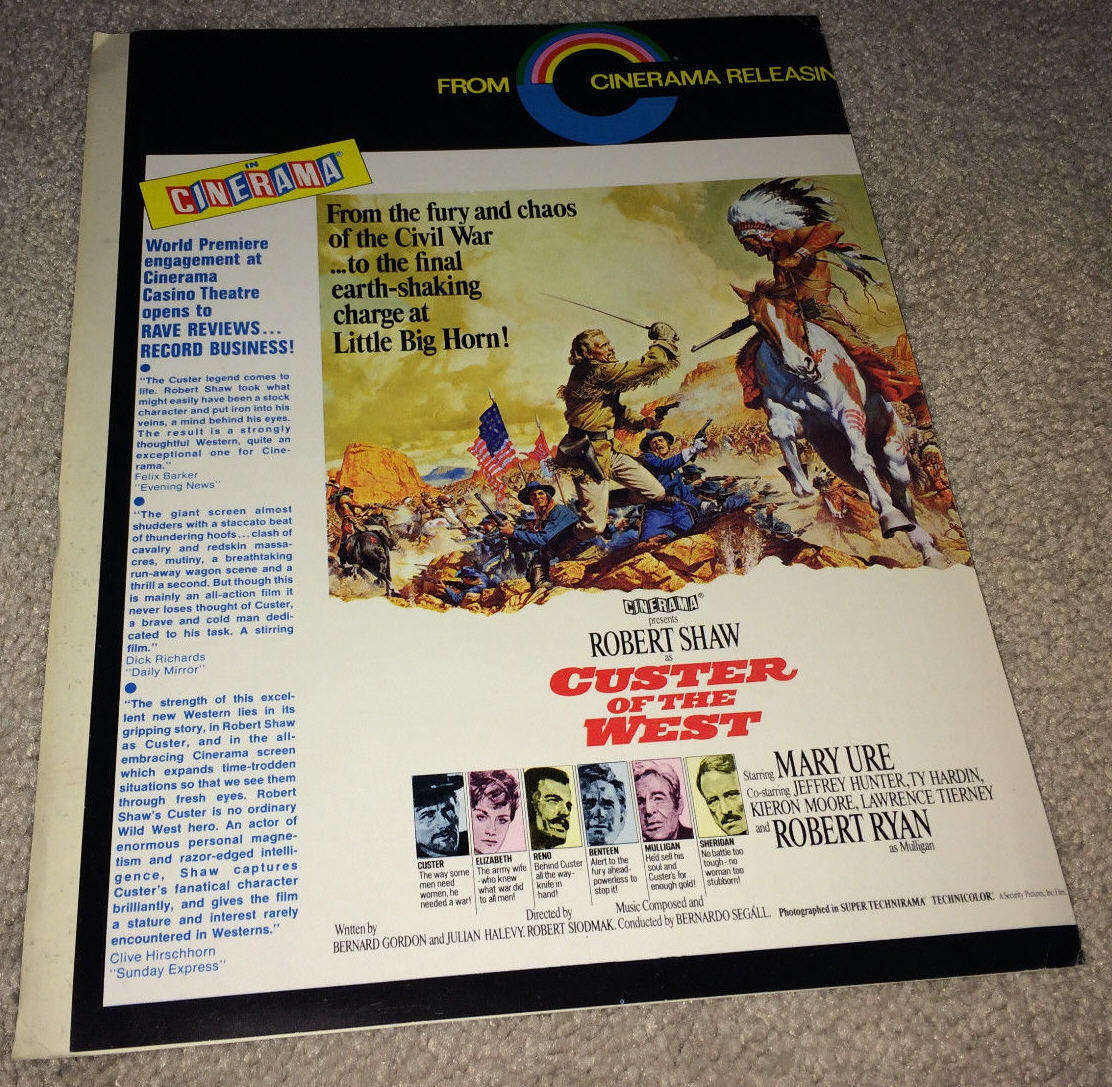 FROM CINERAMA RELEASIN
IN
CINERAMA®
World Premiere
engagement at
Cinerama
Casino Theatre
opens to
RAVE REVIEWS...
RECORD BUSINESS!
"The Custer legend comes to
life. Robert Shaw took what
might easily have been a stock
character and put iron into his
veins, a mind behind his eyes.
The result is a strongly
thoughtful Western, quite an
exceptional one for Cine-
rama."
Felix Barker
"Evening News"
"The giant screen almost
shudders with a staccato beat
of thundering hoofs...clash of
cavalry and redskin massa-
cres, mutiny, a breathtaking
run-away wagon scene and a
thrill a second. But though this
is mainly an all-action film it
never loses thought of Custer,
a brave and cold man dedi-
cated to his task. A stirring
film."
Dick Richards
"Daily Mirror"
"The strength of this excel-
lent new Western lies in its
gripping story, in Robert Shaw
as Custer, and in the all-
embracing Cinerama screen
which expands time-trodden
situations so that we see them
through fresh eyes. Robert
Shaw's Custer is no ordinary
Wild West hero. An actor of
enormous personal magne-
tism and razor-edged intelli-
gence, Shaw captures
Custer's fanatical character
brilliantly, and gives the film
a stature and interest rarely
encountered in Westerns."
Clive Hirschhorn
"Sunday Express"
From the fury and chaos
of the Civil War
...to the final
earth-shaking
charge at
Little Big Horn!
CINERAMA®
presents
ROBERT SHAW
as
CUSTER
OF THE
WEST
CUSTER
The way some
men need
women, he
needed a war!
ELIZABETH
The army wife
-who knew
what war did
to all men!
RENO
Behind Custer
all the way-
knife in
hand!
BENTEEN
Alert to the
fury ahead-
powerless to
stop it!
MULLIGAN
He'd sell his
soul and
Custer's for
enough gold!
SHERIDAN
No battle too
tough-no
woman too
stubborn!
Starring MARY URE
Co-starring JEFFREY HUNTER, TY HARDIN,
KIERON MOORE, LAWRENCE TIERNEY
and ROBERT RYAN
as Mulligan
Written by
BERNARD GORDON and JULIAN HALEVY.
Directed by
ROBERT SIODMAK.
Music Composed and
Conducted by BERNARDO SEGÁLL.
Photographed in SUPER TECHNIRAMA® TECHNICOLOR® A Security Pictures, Inc. Film